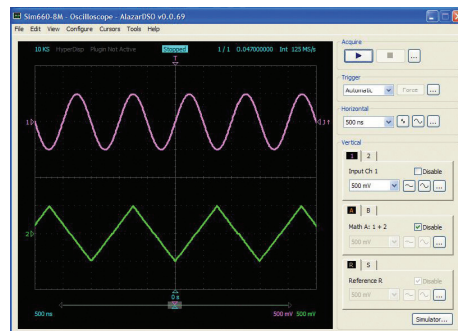 Sim660-8M - Oscilloscope - AlazarDSO v0.0.69
File Edit View Configure Cursors Tools Help
10 KS HyperDisp Plugin Not Active Stopped 1 / 1 0.047000000 Int 125 MS/s
T
1
1
2
0 s
500 ns
500 mV 500 mV
Acquire
...
Trigger
Automatic
Force
...
Horizontal
500 ns
...
Vertical
1 2
Input Ch 1
Disable
500 mV
...
A B
Math A: 1 + 2
Disable
500 mV
...
R S
Reference R
Disable
500 mV
...
Simulator...